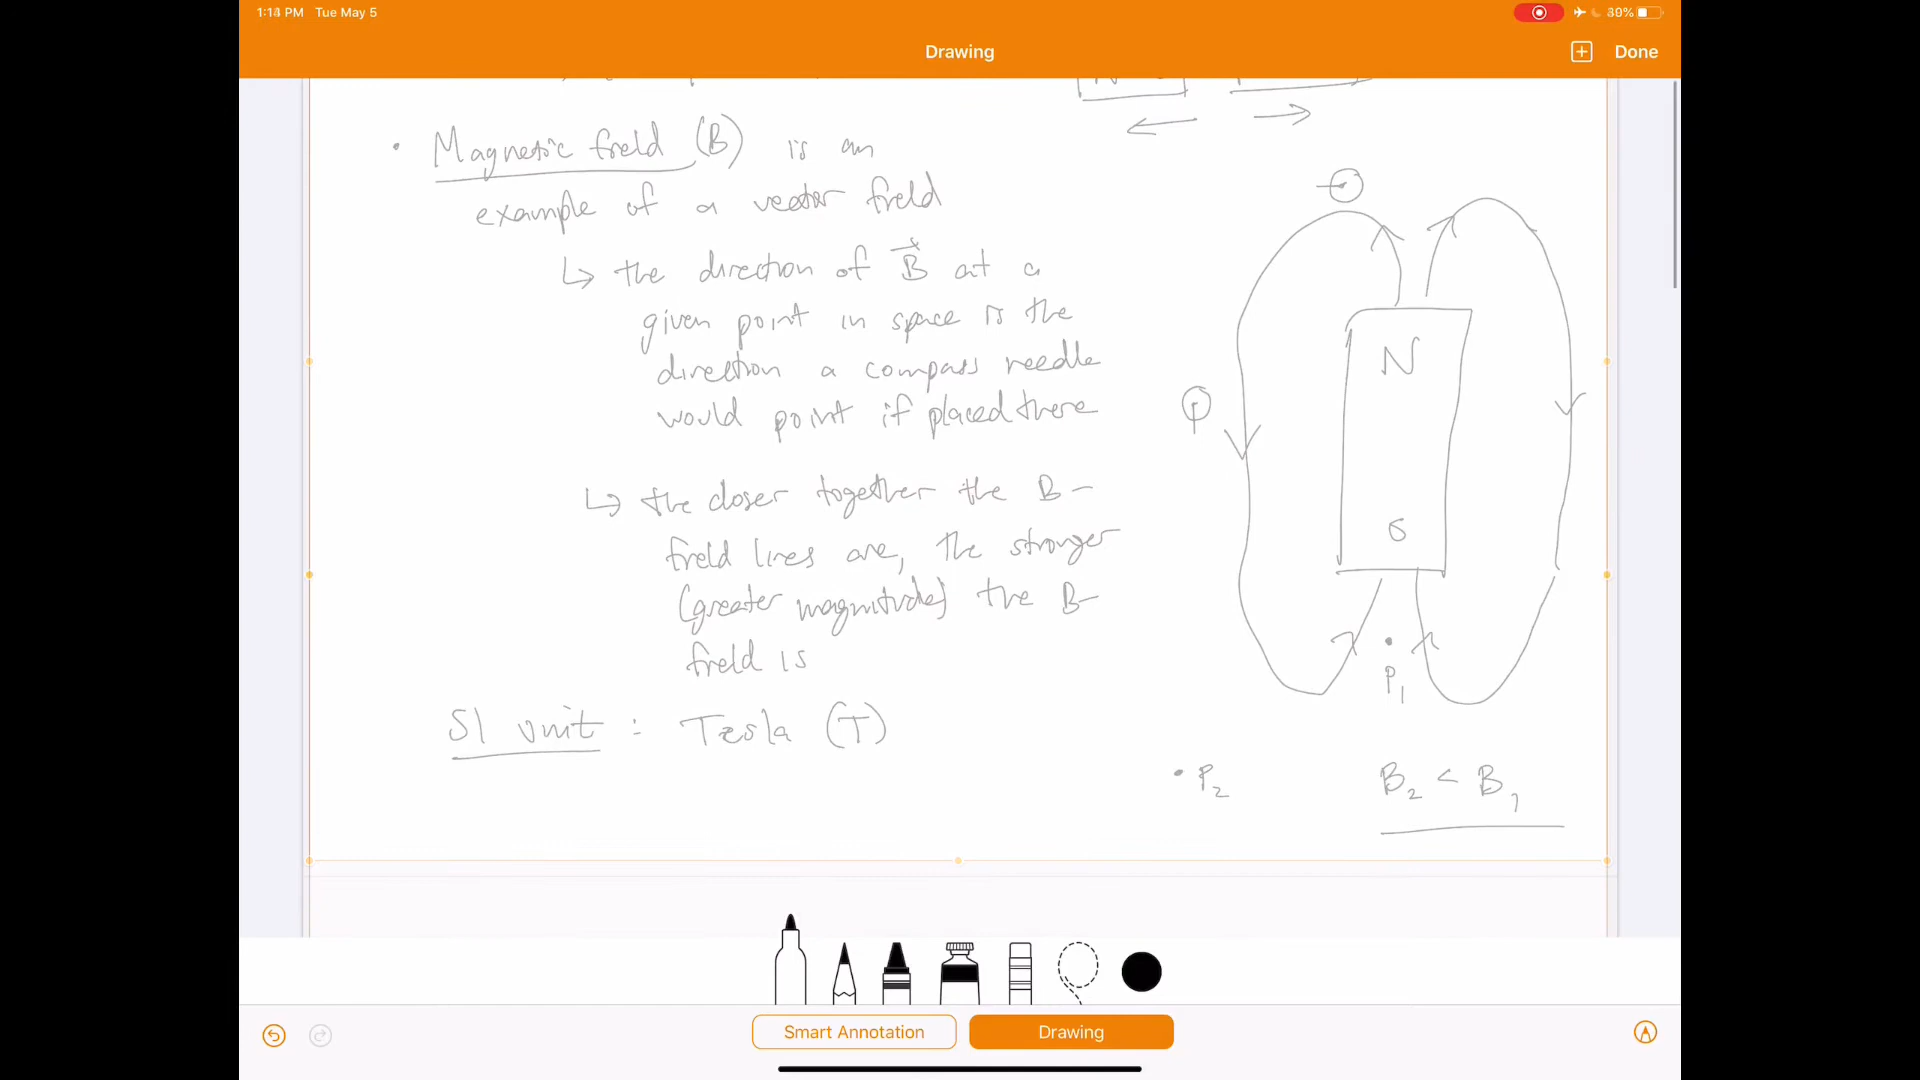 1:18 PM Tue May 5
39%
Drawing
Done
• Magnetic field (B) is an
example of a vector field
↳ the direction of B⃗ at a
given point in space is the
direction a compass needle
would point if placed there
↳ the closer together the B-
field lines are, the stronger
(greater magnitude) the B-
field is
SI unit : Tesla (T)
N
S
P₁
• P₂
B₂ < B₁
Smart Annotation
Drawing